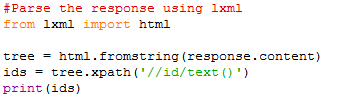 #Parse the response using lxml
from lxml import html
tree = html.fromstring(response.content)
ids = tree.xpath('//id/text()')
print(ids)